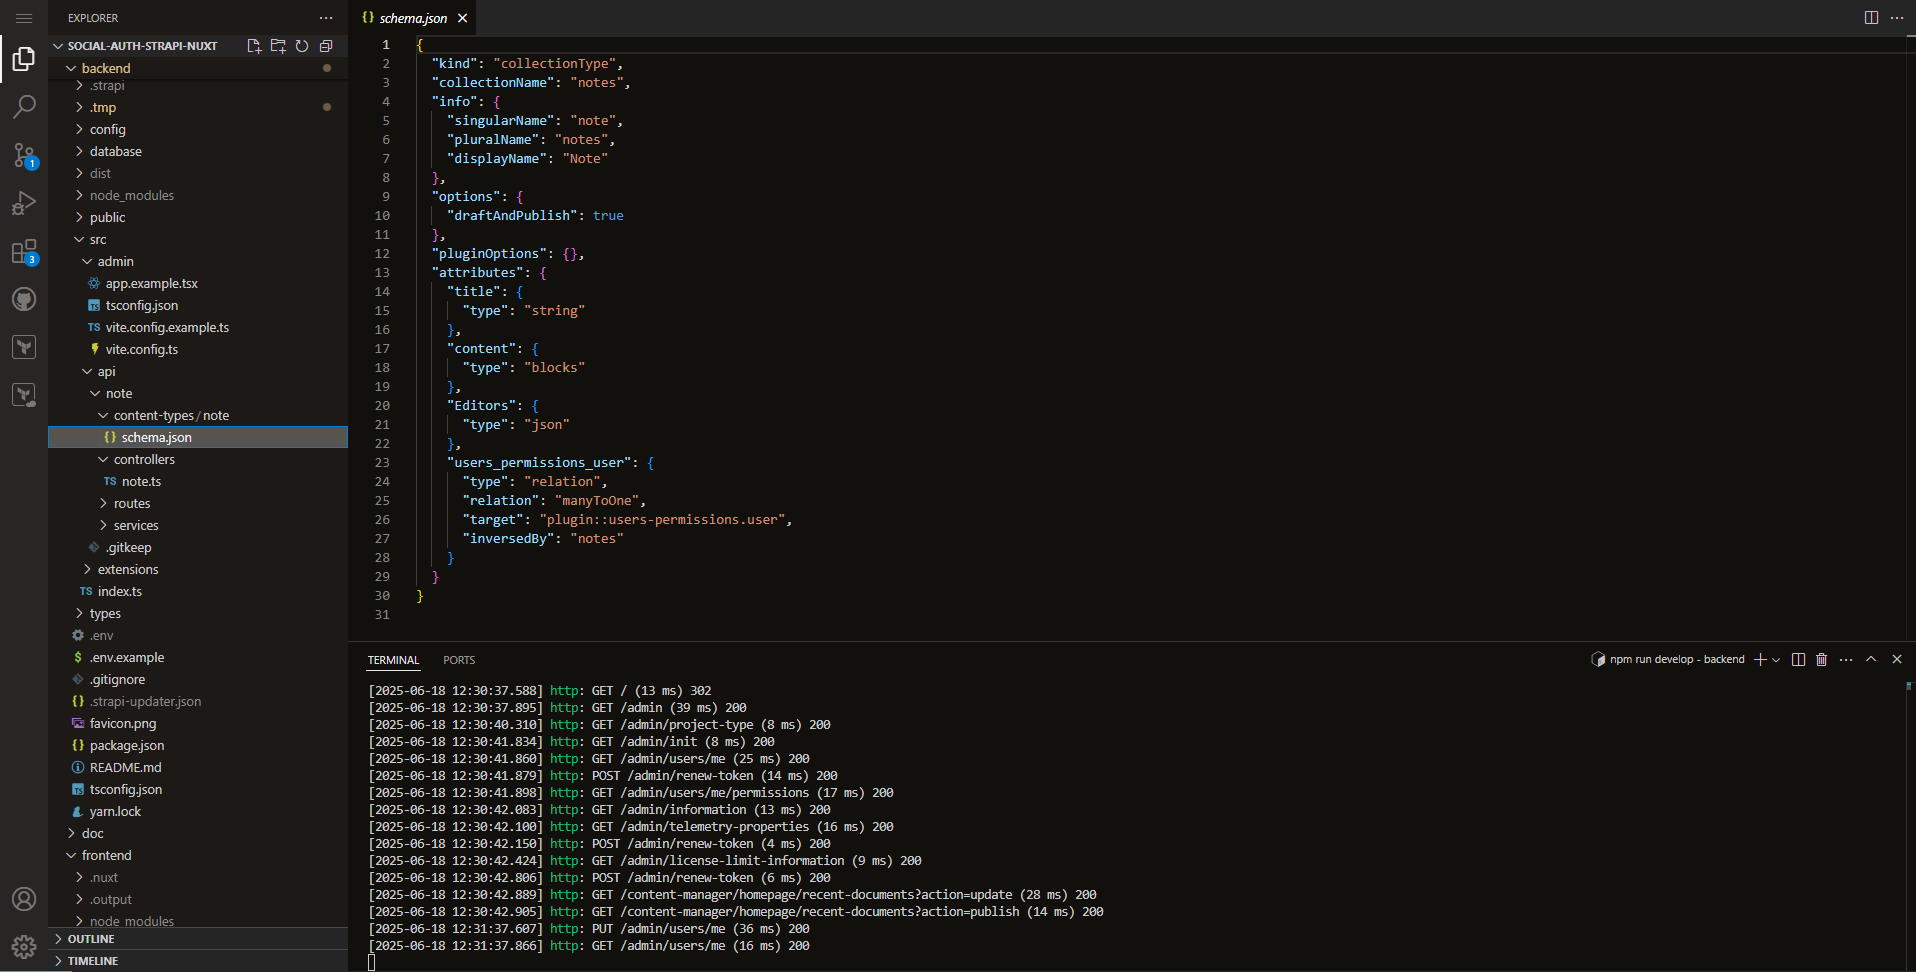 EXPLORER
SOCIAL-AUTH-STRAPI-NUXT
backend
.strapi
.tmp
config
database
dist
node_modules
public
src
admin
app.example.tsx
TS tsconfig.json
TS vite.config.example.ts
vite.config.ts
api
note
content-types / note
{} schema.json
controllers
TS note.ts
routes
services
.gitkeep
extensions
TS index.ts
types
.env
$ .env.example
.gitignore
{} .strapi-updater.json
favicon.png
{} package.json
README.md
TS tsconfig.json
yarn.lock
doc
frontend
.nuxt
.output
node_modules
OUTLINE
TIMELINE
1
3
{} schema.json
1 {
2 "kind": "collectionType",
3 "collectionName": "notes",
4 "info": {
5 "singularName": "note",
6 "pluralName": "notes",
7 "displayName": "Note"
8 },
9 "options": {
10 "draftAndPublish": true
11 },
12 "pluginOptions": {},
13 "attributes": {
14 "title": {
15 "type": "string"
16 },
17 "content": {
18 "type": "blocks"
19 },
20 "Editors": {
21 "type": "json"
22 },
23 "users_permissions_user": {
24 "type": "relation",
25 "relation": "manyToOne",
26 "target": "plugin::users-permissions.user",
27 "inversedBy": "notes"
28 }
29 }
30 }
31
TERMINAL PORTS
npm run develop - backend
[2025-06-18 12:30:37.588] http: GET / (13 ms) 302
[2025-06-18 12:30:37.895] http: GET /admin (39 ms) 200
[2025-06-18 12:30:40.310] http: GET /admin/project-type (8 ms) 200
[2025-06-18 12:30:41.834] http: GET /admin/init (8 ms) 200
[2025-06-18 12:30:41.860] http: GET /admin/users/me (25 ms) 200
[2025-06-18 12:30:41.879] http: POST /admin/renew-token (14 ms) 200
[2025-06-18 12:30:41.898] http: GET /admin/users/me/permissions (17 ms) 200
[2025-06-18 12:30:42.083] http: GET /admin/information (13 ms) 200
[2025-06-18 12:30:42.100] http: GET /admin/telemetry-properties (16 ms) 200
[2025-06-18 12:30:42.150] http: POST /admin/renew-token (4 ms) 200
[2025-06-18 12:30:42.424] http: GET /admin/license-limit-information (9 ms) 200
[2025-06-18 12:30:42.806] http: POST /admin/renew-token (6 ms) 200
[2025-06-18 12:30:42.889] http: GET /content-manager/homepage/recent-documents?action=update (28 ms) 200
[2025-06-18 12:30:42.905] http: GET /content-manager/homepage/recent-documents?action=publish (14 ms) 200
[2025-06-18 12:31:37.607] http: PUT /admin/users/me (36 ms) 200
[2025-06-18 12:31:37.866] http: GET /admin/users/me (16 ms) 200